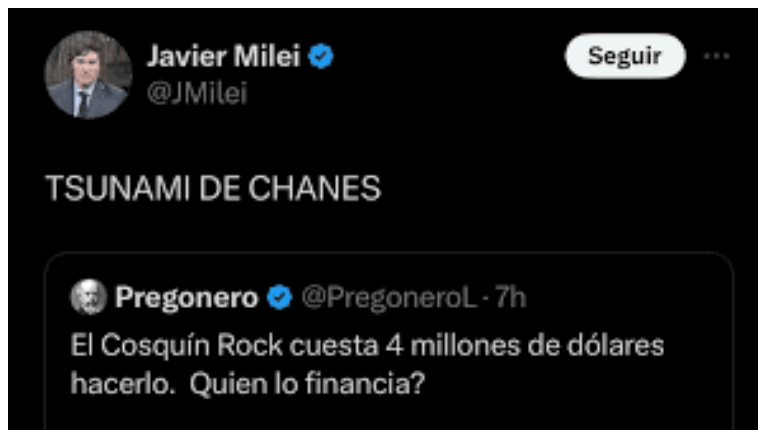 Javier Milei
Seguir
@JMilei
TSUNAMI DE CHANES
Pregonero @PregoneroL · 7h
El Cosquín Rock cuesta 4 millones de dólares
hacerlo. Quien lo financia?